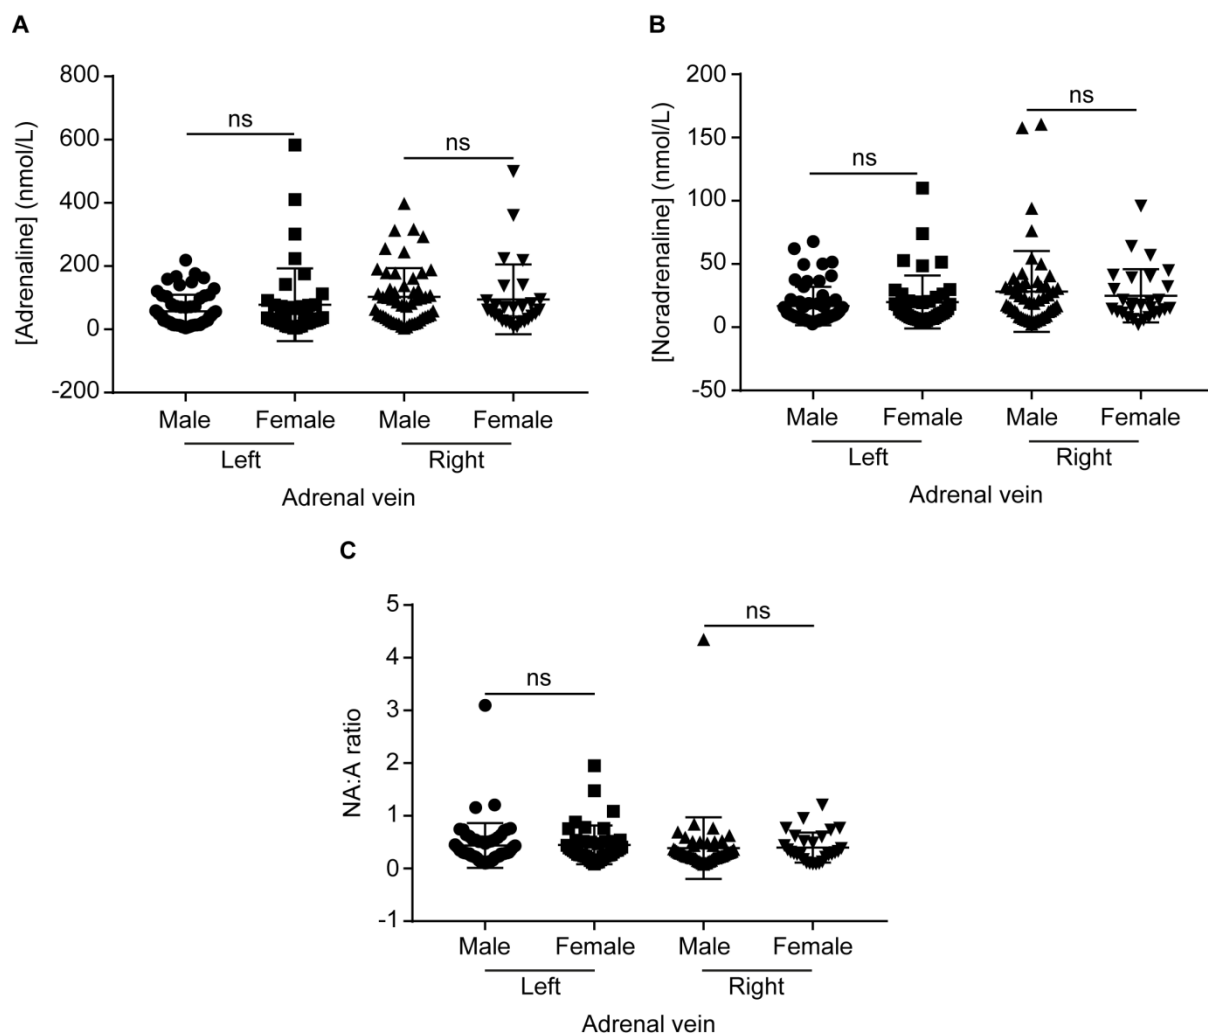 A
[Adrenaline] (nmol/L)
800
600
400
200
0
-200
ns
ns
Male Female Male Female
Left Right
Adrenal vein
B
[Noradrenaline] (nmol/L)
200
150
100
50
0
-50
ns
ns
Male Female Male Female
Left Right
Adrenal vein
C
NA:A ratio
5
4
3
2
1
0
-1
ns
ns
Male Female Male Female
Left Right
Adrenal vein